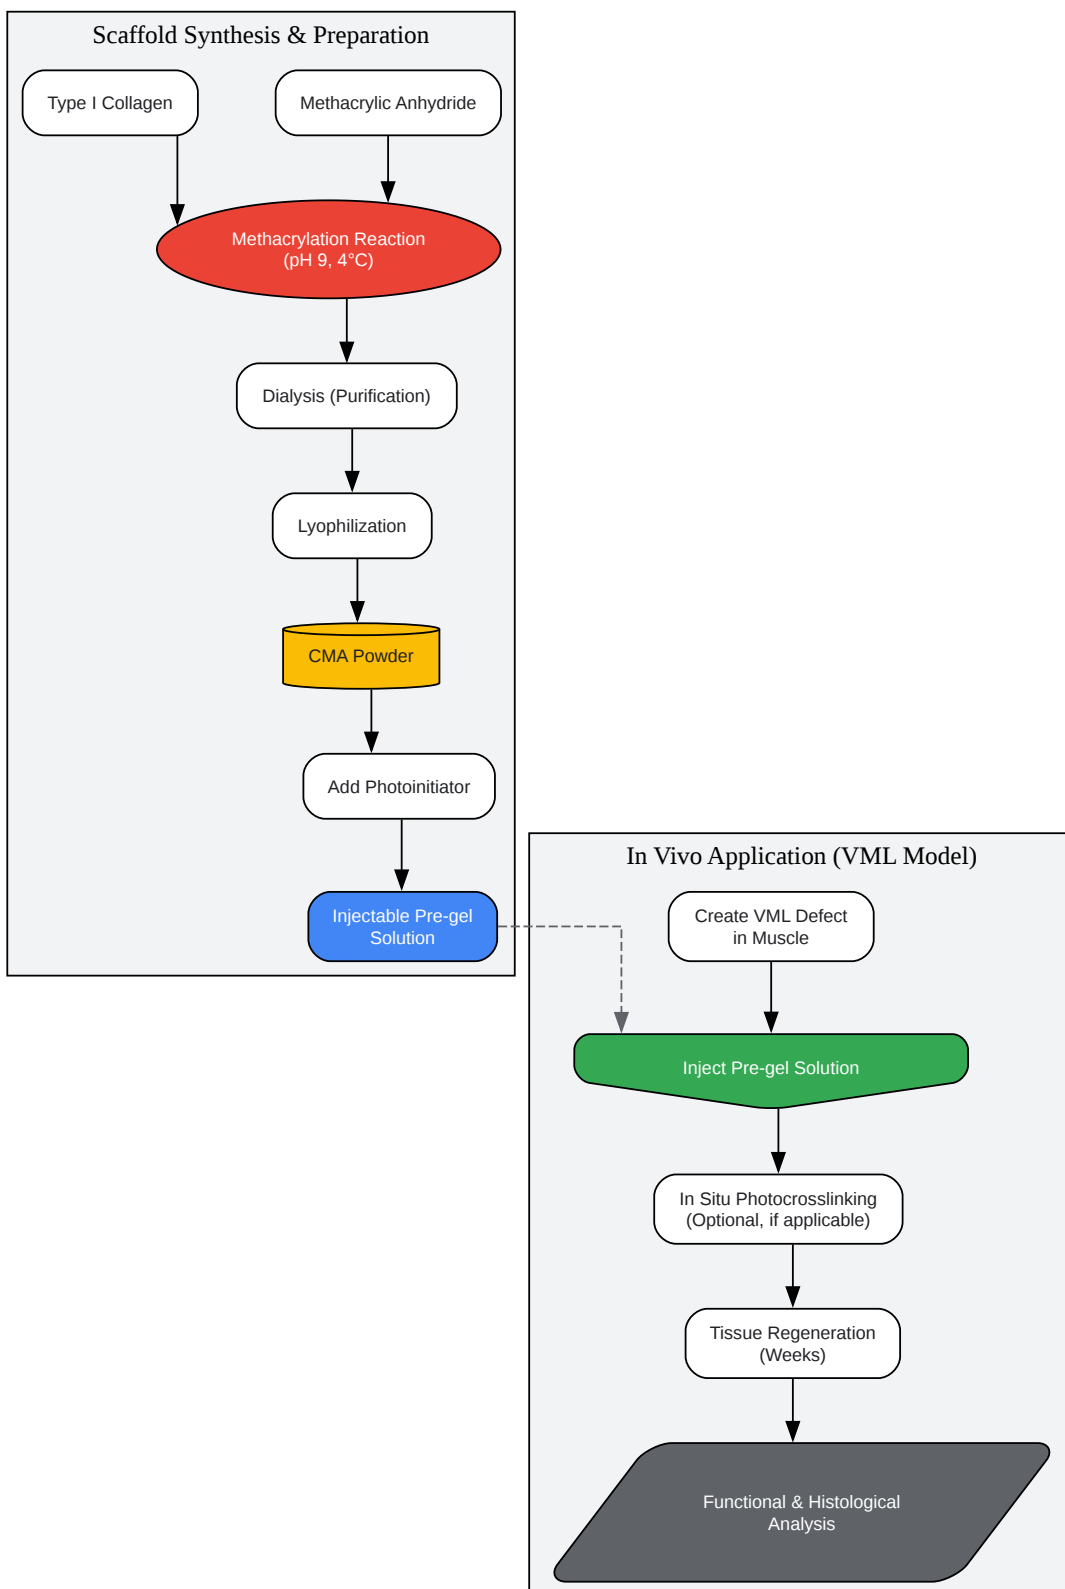 Scaffold Synthesis & Preparation
Type I Collagen
Methacrylic Anhydride
Methacrylation Reaction
(pH 9, 4°C)
Dialysis (Purification)
Lyophilization
CMA Powder
Add Photoinitiator
Injectable Pre-gel
Solution
In Vivo Application (VML Model)
Create VML Defect
in Muscle
Inject Pre-gel Solution
In Situ Photocrosslinking
(Optional, if applicable)
Tissue Regeneration
(Weeks)
Functional & Histological
Analysis